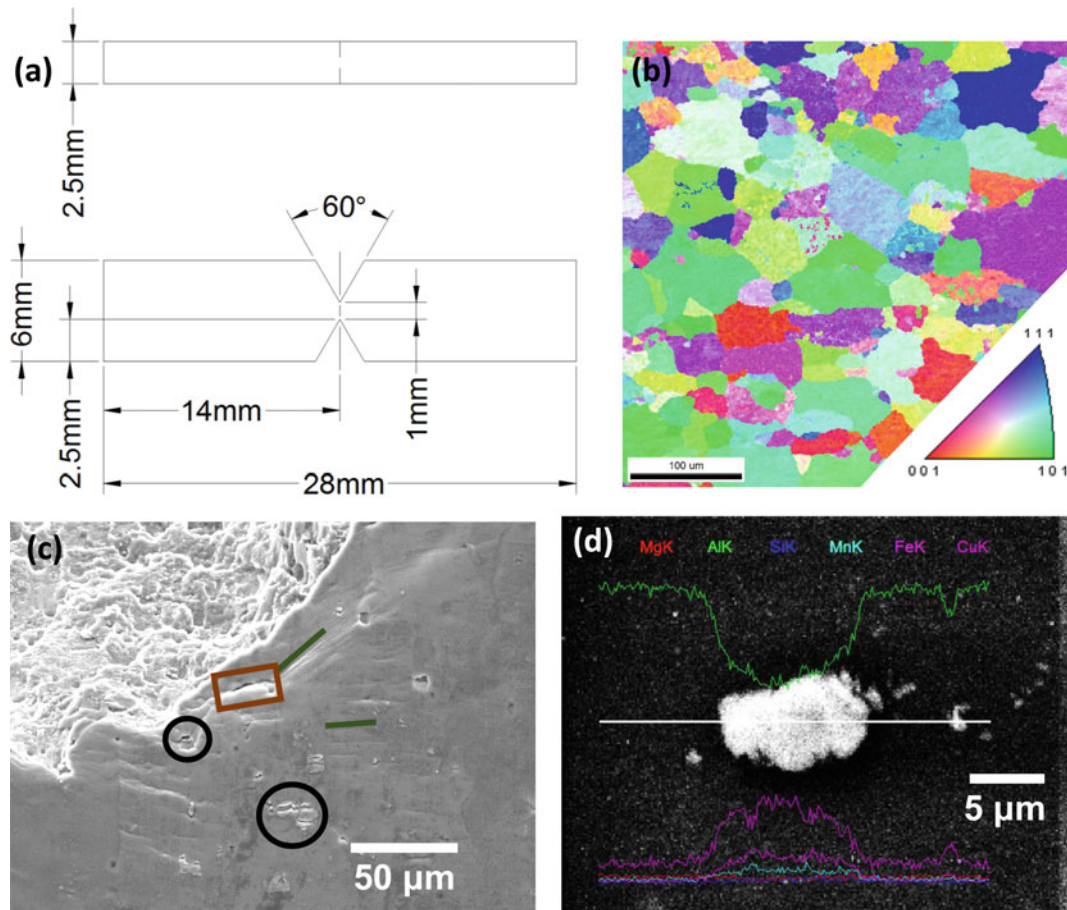 (a)
2.5mm
60°
6mm
2.5mm
14mm
1mm
28mm
(b)
100 um
1 1 1
0 0 1
1 0 1
(c)
50 μm
(d)
MgK AlK SiK MnK FeK CuK
5 μm